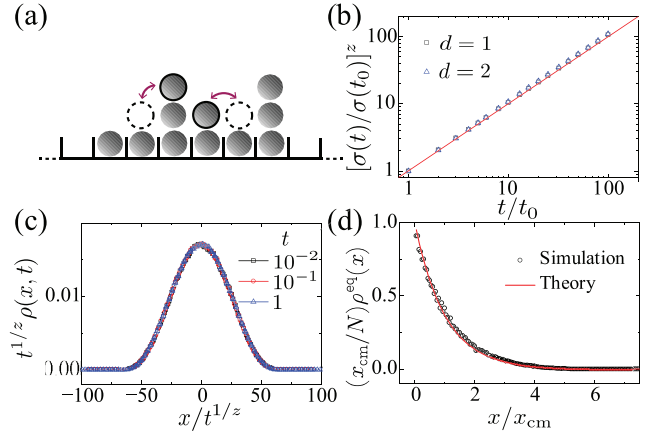 (a)
(b)
[σ(t)/σ(t₀)]ᶻ
100
10
1
d = 1
d = 2
1
10
100
t/t₀
(c)
t^{1/z}ρ(x, t)
0.01
0.00
t
10⁻²
10⁻¹
1
−100
−50
0
50
100
x/t^{1/z}
(d)
(x_cm/N)ρ^eq(x)
1.0
0.5
0.0
Simulation
Theory
0
2
4
6
x/x_cm